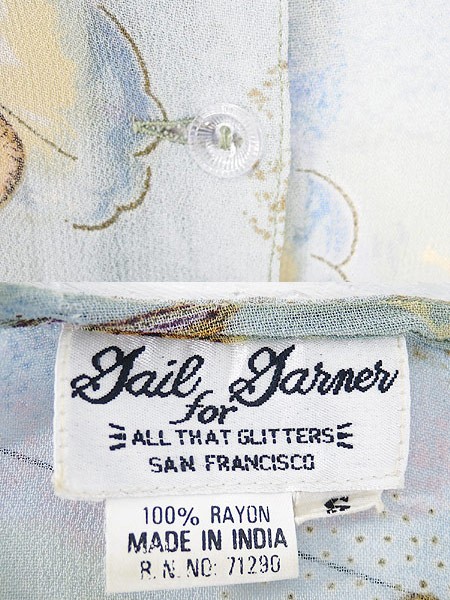 Gail Garner
for
ALL THAT GLITTERS
SAN FRANCISCO
100% RAYON
MADE IN INDIA
R.N. NO: 71290
S